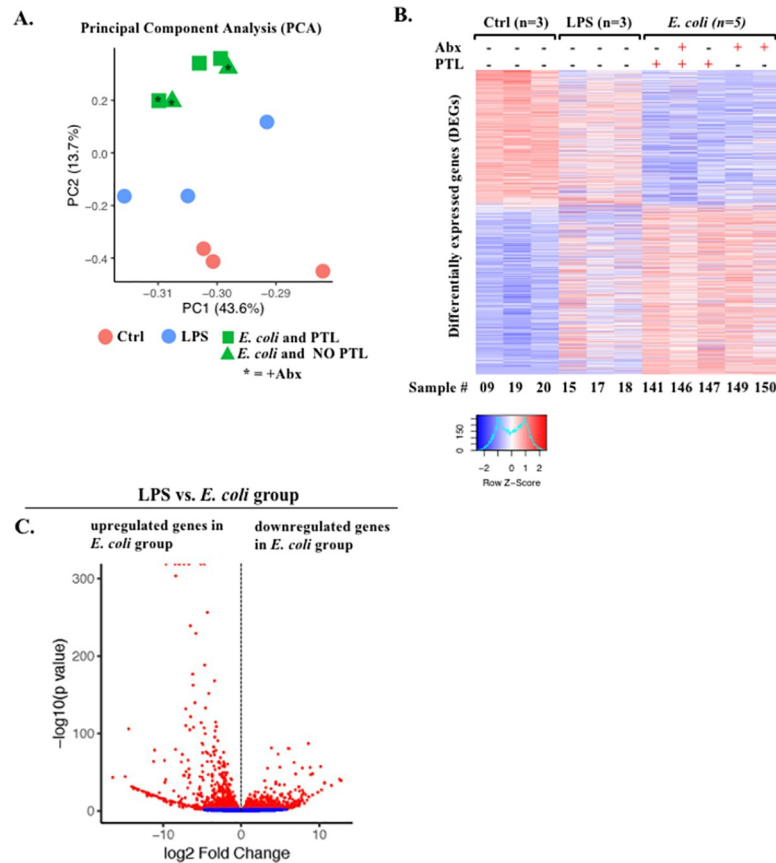 A.
Principal Component Analysis (PCA)
PC2 (13.7%)
0.2
0.0
−0.2
−0.4
−0.31 −0.30 −0.29
PC1 (43.6%)
Ctrl LPS E. coli and PTL
E. coli and NO PTL
* = +Abx
B.
Ctrl (n=3) LPS (n=3) E. coli (n=5)
Abx - - - - - - - + - + +
PTL - - - - - - + + + - -
Differentially expressed genes (DEGs)
Sample # 09 19 20 15 17 18 141 146 147 149 150
0 50 150
−2 −1 0 1 2
Row Z−Score
LPS vs. E. coli group
C.
upregulated genes in
E. coli group
downregulated genes
in E. coli group
−log10(p value)
300
200
100
0
−10 0 10
log2 Fold Change